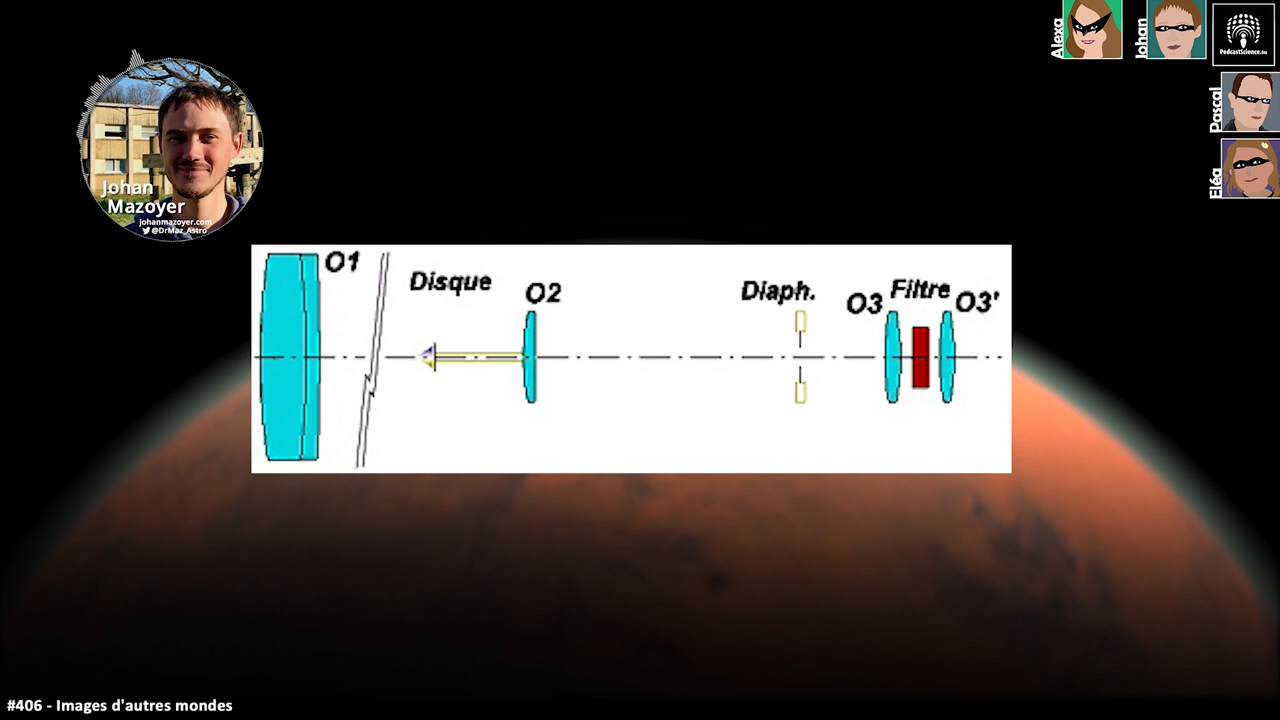 Alexa
Johan
PodcastScience.fm
Pascal
Eléa
Johan
Mazoyer
johanmazoyer.com
@DrMaz_Astro
O1
Disque
O2
Diaph.
O3
Filtre
O3'
#406 - Images d'autres mondes